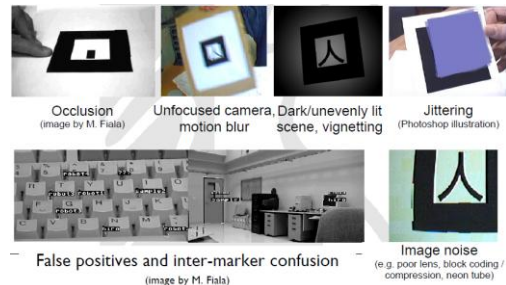 Occlusion
(image by M. Fiala)
Unfocused camera,
motion blur
Dark/unevenly lit
scene, vignetting
Jittering
(Photoshop illustration)
False positives and inter-marker confusion
(image by M. Fiala)
Image noise
(e.g. poor lens, block coding /
compression, neon tube)